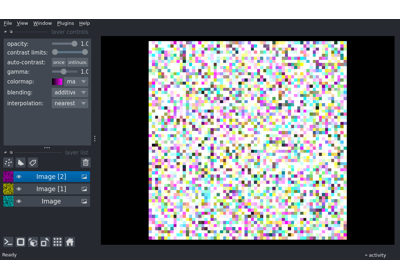 File View Window Plugins Help
layer controls
opacity: 1.0
contrast limits:
auto-contrast: once
gamma: 1.0
colormap: ma
blending: additive
interpolation: nearest
layer list
Image [2]
Image [1]
Image
Ready activity